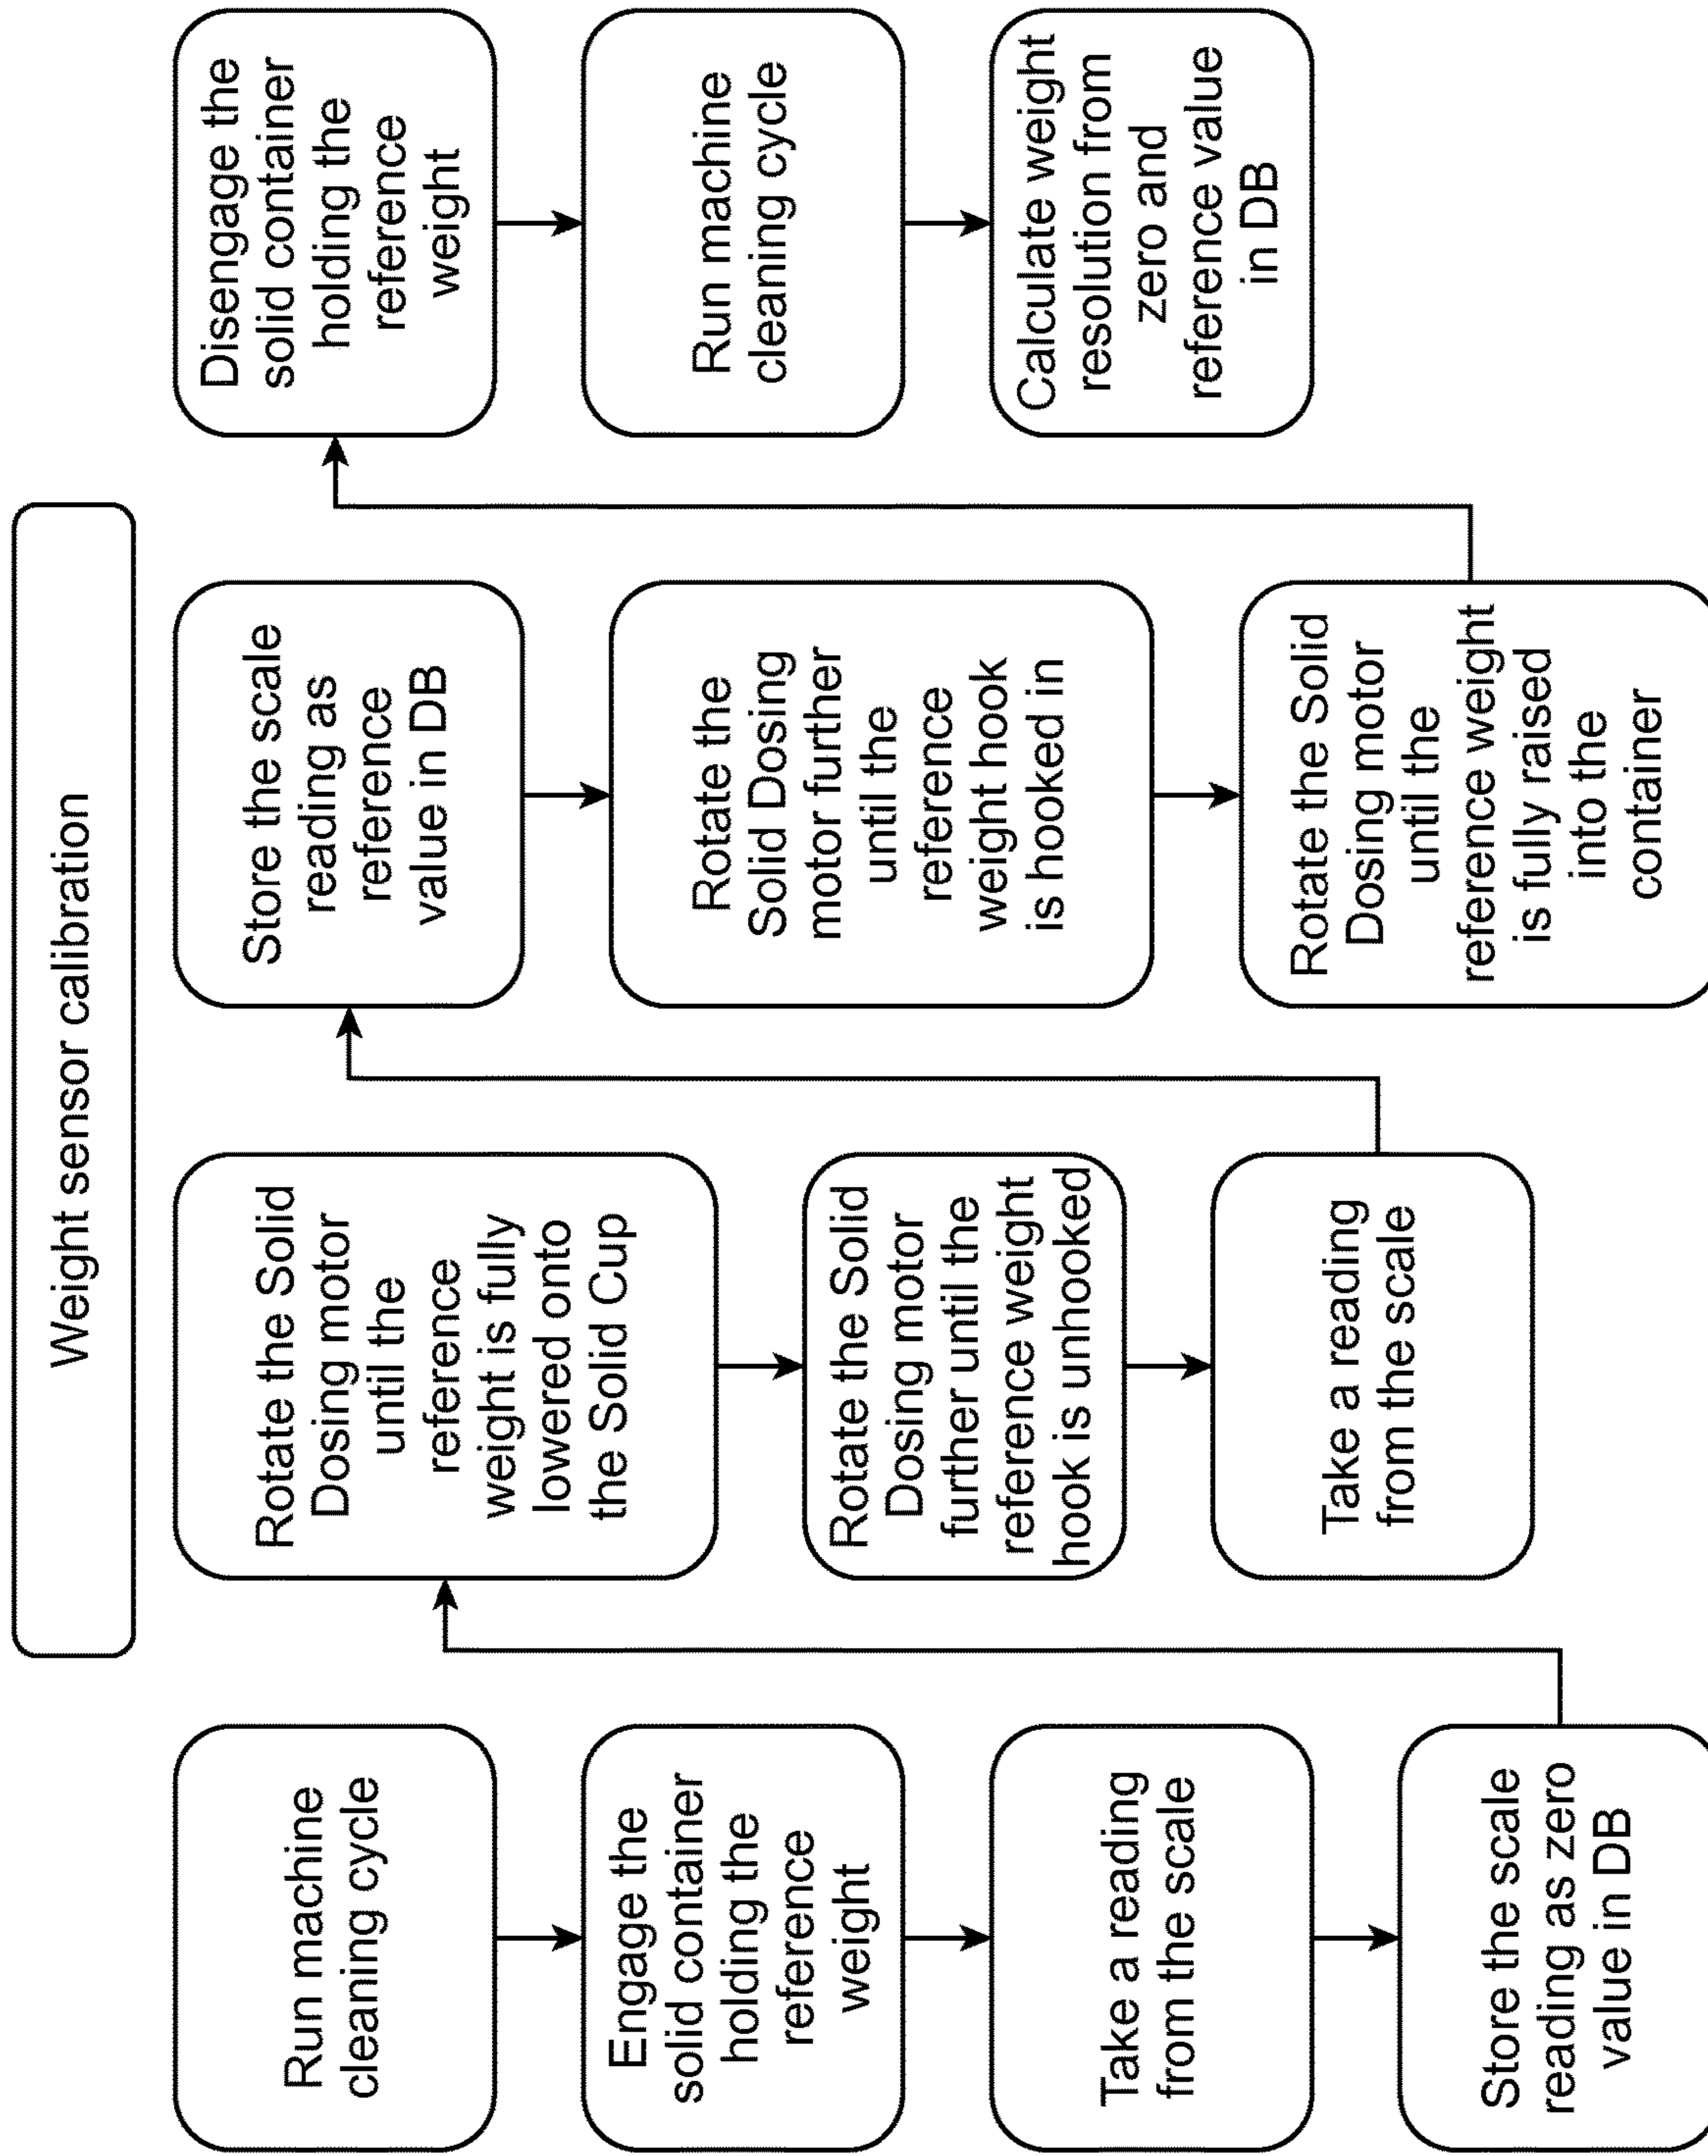 Weight sensor calibration
Run machine
cleaning cycle
Engage the
solid container
holding the
reference
weight
Take a reading
from the scale
Store the scale
reading as zero
value in DB
Rotate the Solid
Dosing motor
until the
reference
weight is fully
lowered onto
the Solid Cup
Rotate the Solid
Dosing motor
further until the
reference weight
hook is unhooked
Take a reading
from the scale
Store the scale
reading as
reference
value in DB
Rotate the
Solid Dosing
motor further
until the
reference
weight hook
is hooked in
Rotate the Solid
Dosing motor
until the
reference weight
is fully raised
into the
container
Disengage the
solid container
holding the
reference
weight
Run machine
cleaning cycle
Calculate weight
resolution from
zero and
reference value
in DB